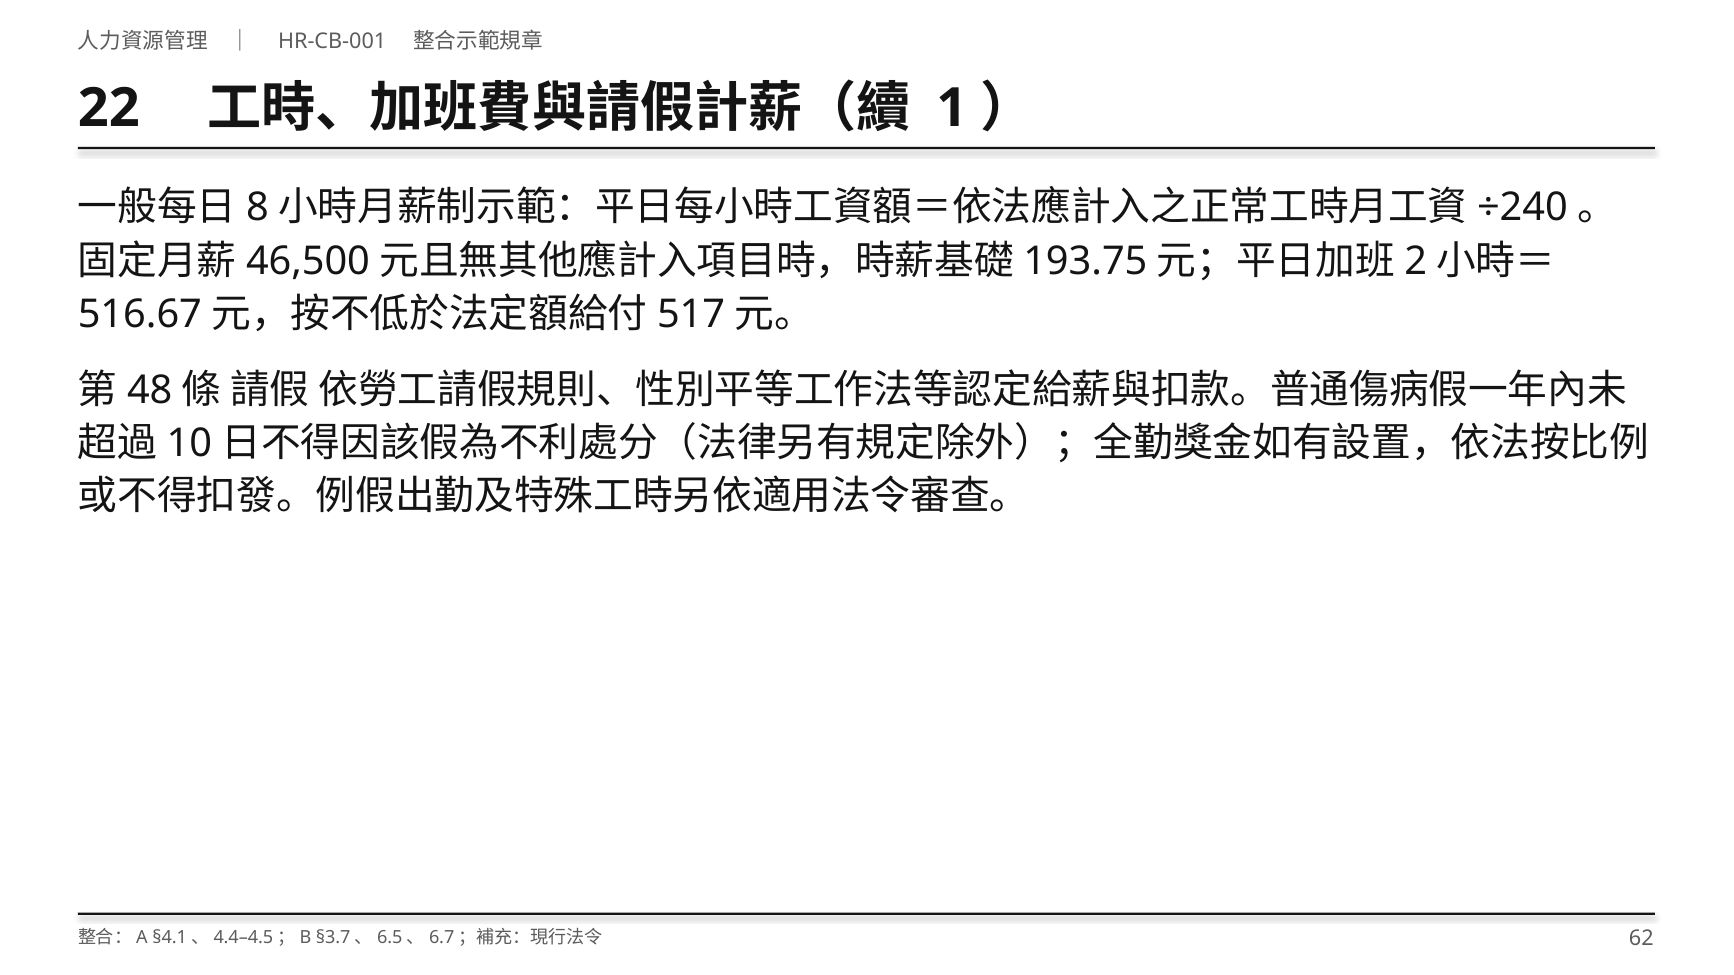 人力資源管理 ｜ HR-CB-001 整合示範規章
22 工時、加班費與請假計薪（續 1）
一般每日 8 小時月薪制示範：平日每小時工資額＝依法應計入之正常工時月工資 ÷240 。
固定月薪 46,500 元且無其他應計入項目時，時薪基礎 193.75 元；平日加班 2 小時＝
516.67 元，按不低於法定額給付 517 元。
第 48 條 請假 依勞工請假規則、性別平等工作法等認定給薪與扣款。普通傷病假一年內未
超過 10 日不得因該假為不利處分（法律另有規定除外）；全勤獎金如有設置，依法按比例
或不得扣發。例假出勤及特殊工時另依適用法令審查。
整合： A §4.1 、 4.4–4.5 ； B §3.7 、 6.5 、 6.7 ；補充：現行法令
62